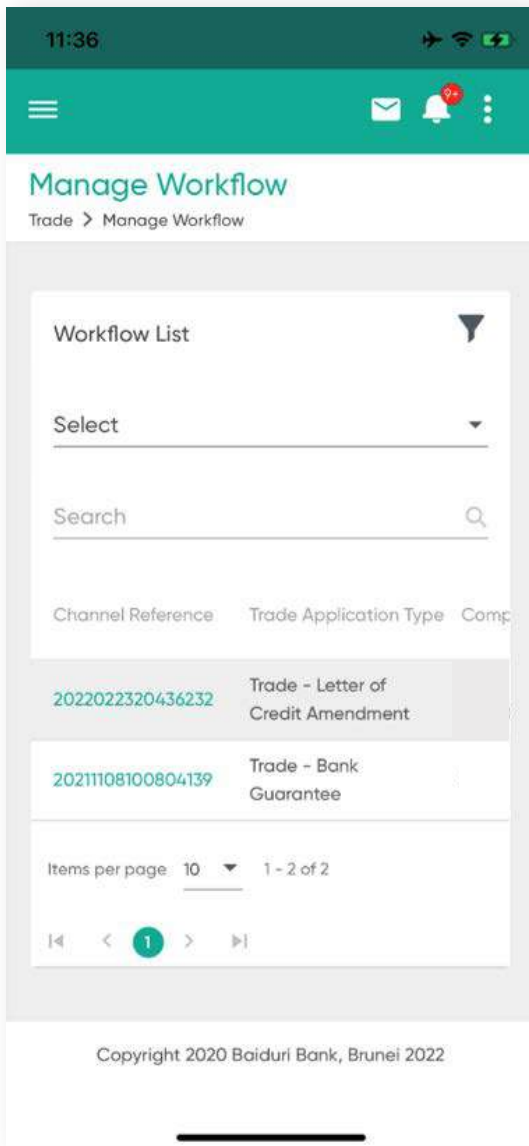 11:36
9+
Manage Workflow
Trade > Manage Workflow
Workflow List
Select
Search
Channel Reference Trade Application Type Comp
2022022320436232 Trade - Letter of
Credit Amendment
20211108100804139 Trade - Bank
Guarantee
Items per page 10 1 - 2 of 2
1
Copyright 2020 Baiduri Bank, Brunei 2022